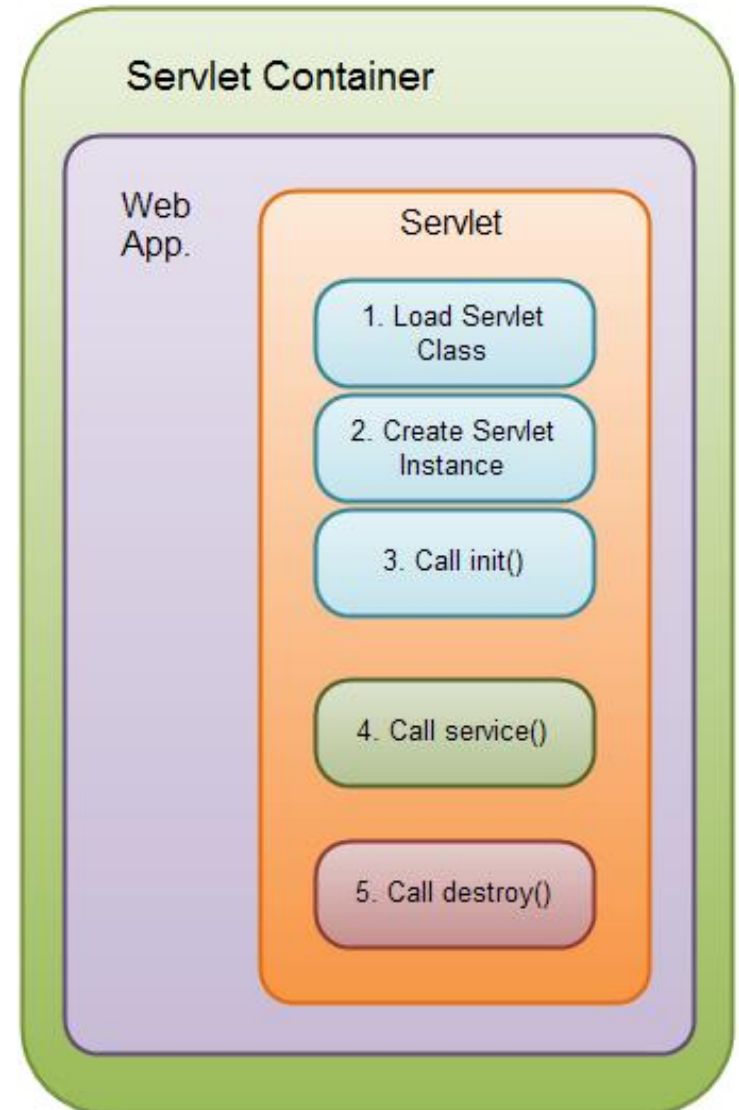 Servlet Container
Web
App.
Servlet
1. Load Servlet
Class
2. Create Servlet
Instance
3. Call init()
4. Call service()
5. Call destroy()